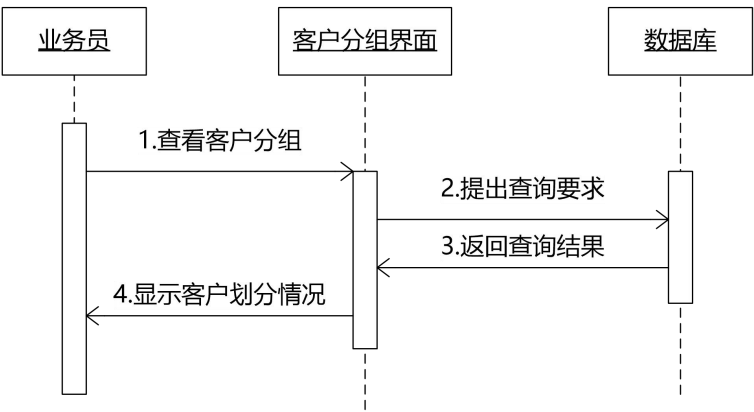 业务员
客户分组界面
数据库
1.查看客户分组
2.提出查询要求
3.返回查询结果
4.显示客户划分情况